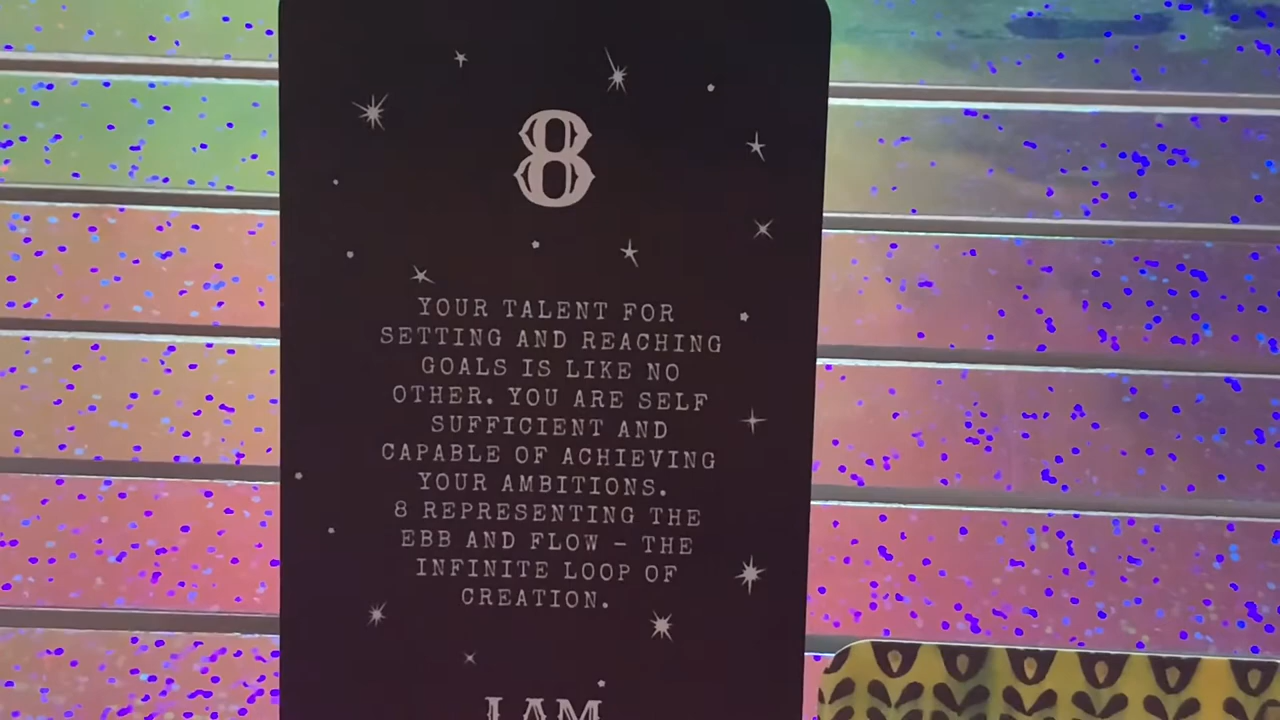 8
YOUR TALENT FOR
SETTING AND REACHING
GOALS IS LIKE NO
OTHER. YOU ARE SELF
SUFFICIENT AND
CAPABLE OF ACHIEVING
YOUR AMBITIONS.
8 REPRESENTING THE
EBB AND FLOW – THE
INFINITE LOOP OF
CREATION.
I AM